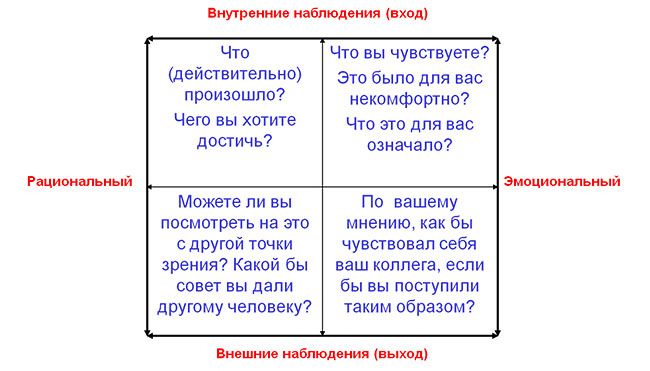 Внутренние наблюдения (вход)
Что
(действительно)
произошло?
Чего вы хотите
достичь?
Что вы чувствуете?
Это было для вас
некомфортно?
Что это для вас
означало?
Рациональный
Эмоциональный
Можете ли вы
посмотреть на это
с другой точки
зрения? Какой бы
совет вы дали
другому человеку?
По вашему
мнению, как бы
чувствовал себя
ваш коллега, если
бы вы поступили
таким образом?
Внешние наблюдения (выход)